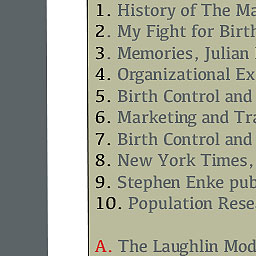 1. History of The Ma
2. My Fight for Birth
3. Memories, Julian
4. Organizational Ex
5. Birth Control and
6. Marketing and Tra
7. Birth Control and
8. New York Times,
9. Stephen Enke pub
10. Population Rese
A. The Laughlin Mod